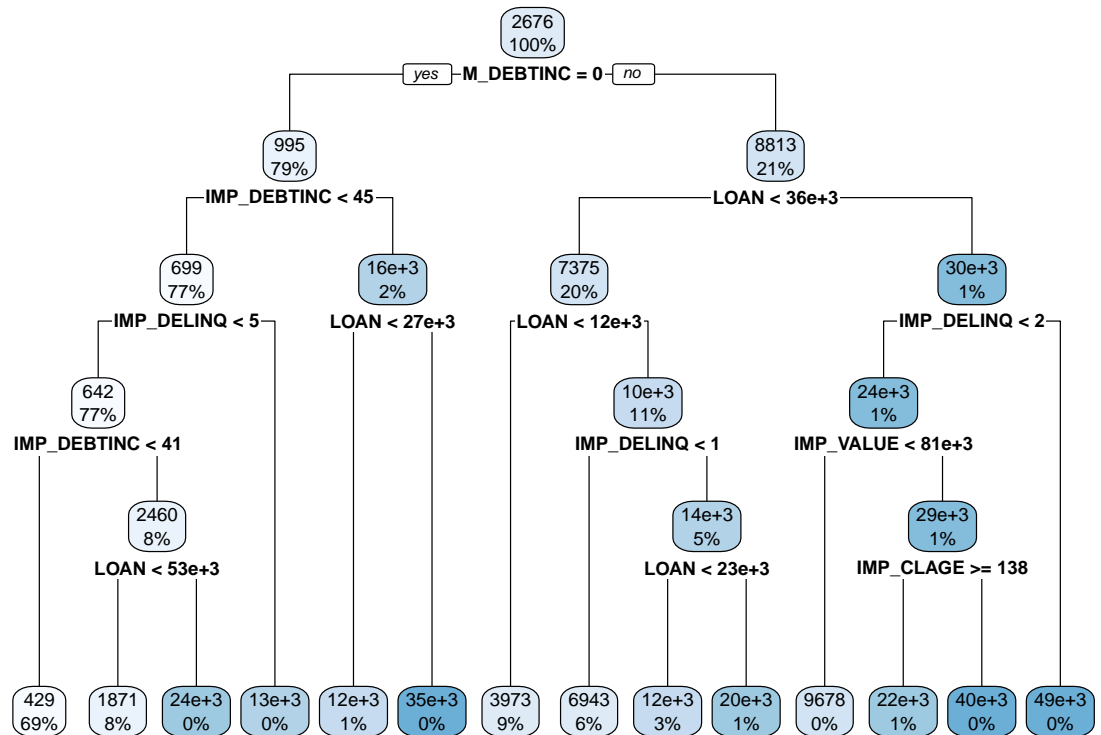 2676
100%
yes M_DEBTINC = 0 no
995
79%
8813
21%
IMP_DEBTINC < 45
LOAN < 36e+3
699
77%
16e+3
2%
7375
20%
30e+3
1%
IMP_DELINQ < 5
LOAN < 27e+3
LOAN < 12e+3
IMP_DELINQ < 2
642
77%
10e+3
11%
24e+3
1%
IMP_DEBTINC < 41
IMP_DELINQ < 1
IMP_VALUE < 81e+3
2460
8%
14e+3
5%
29e+3
1%
LOAN < 53e+3
LOAN < 23e+3
IMP_CLAGE >= 138
429
69%
1871
8%
24e+3
0%
13e+3
0%
12e+3
1%
35e+3
0%
3973
9%
6943
6%
12e+3
3%
20e+3
1%
9678
0%
22e+3
1%
40e+3
0%
49e+3
0%